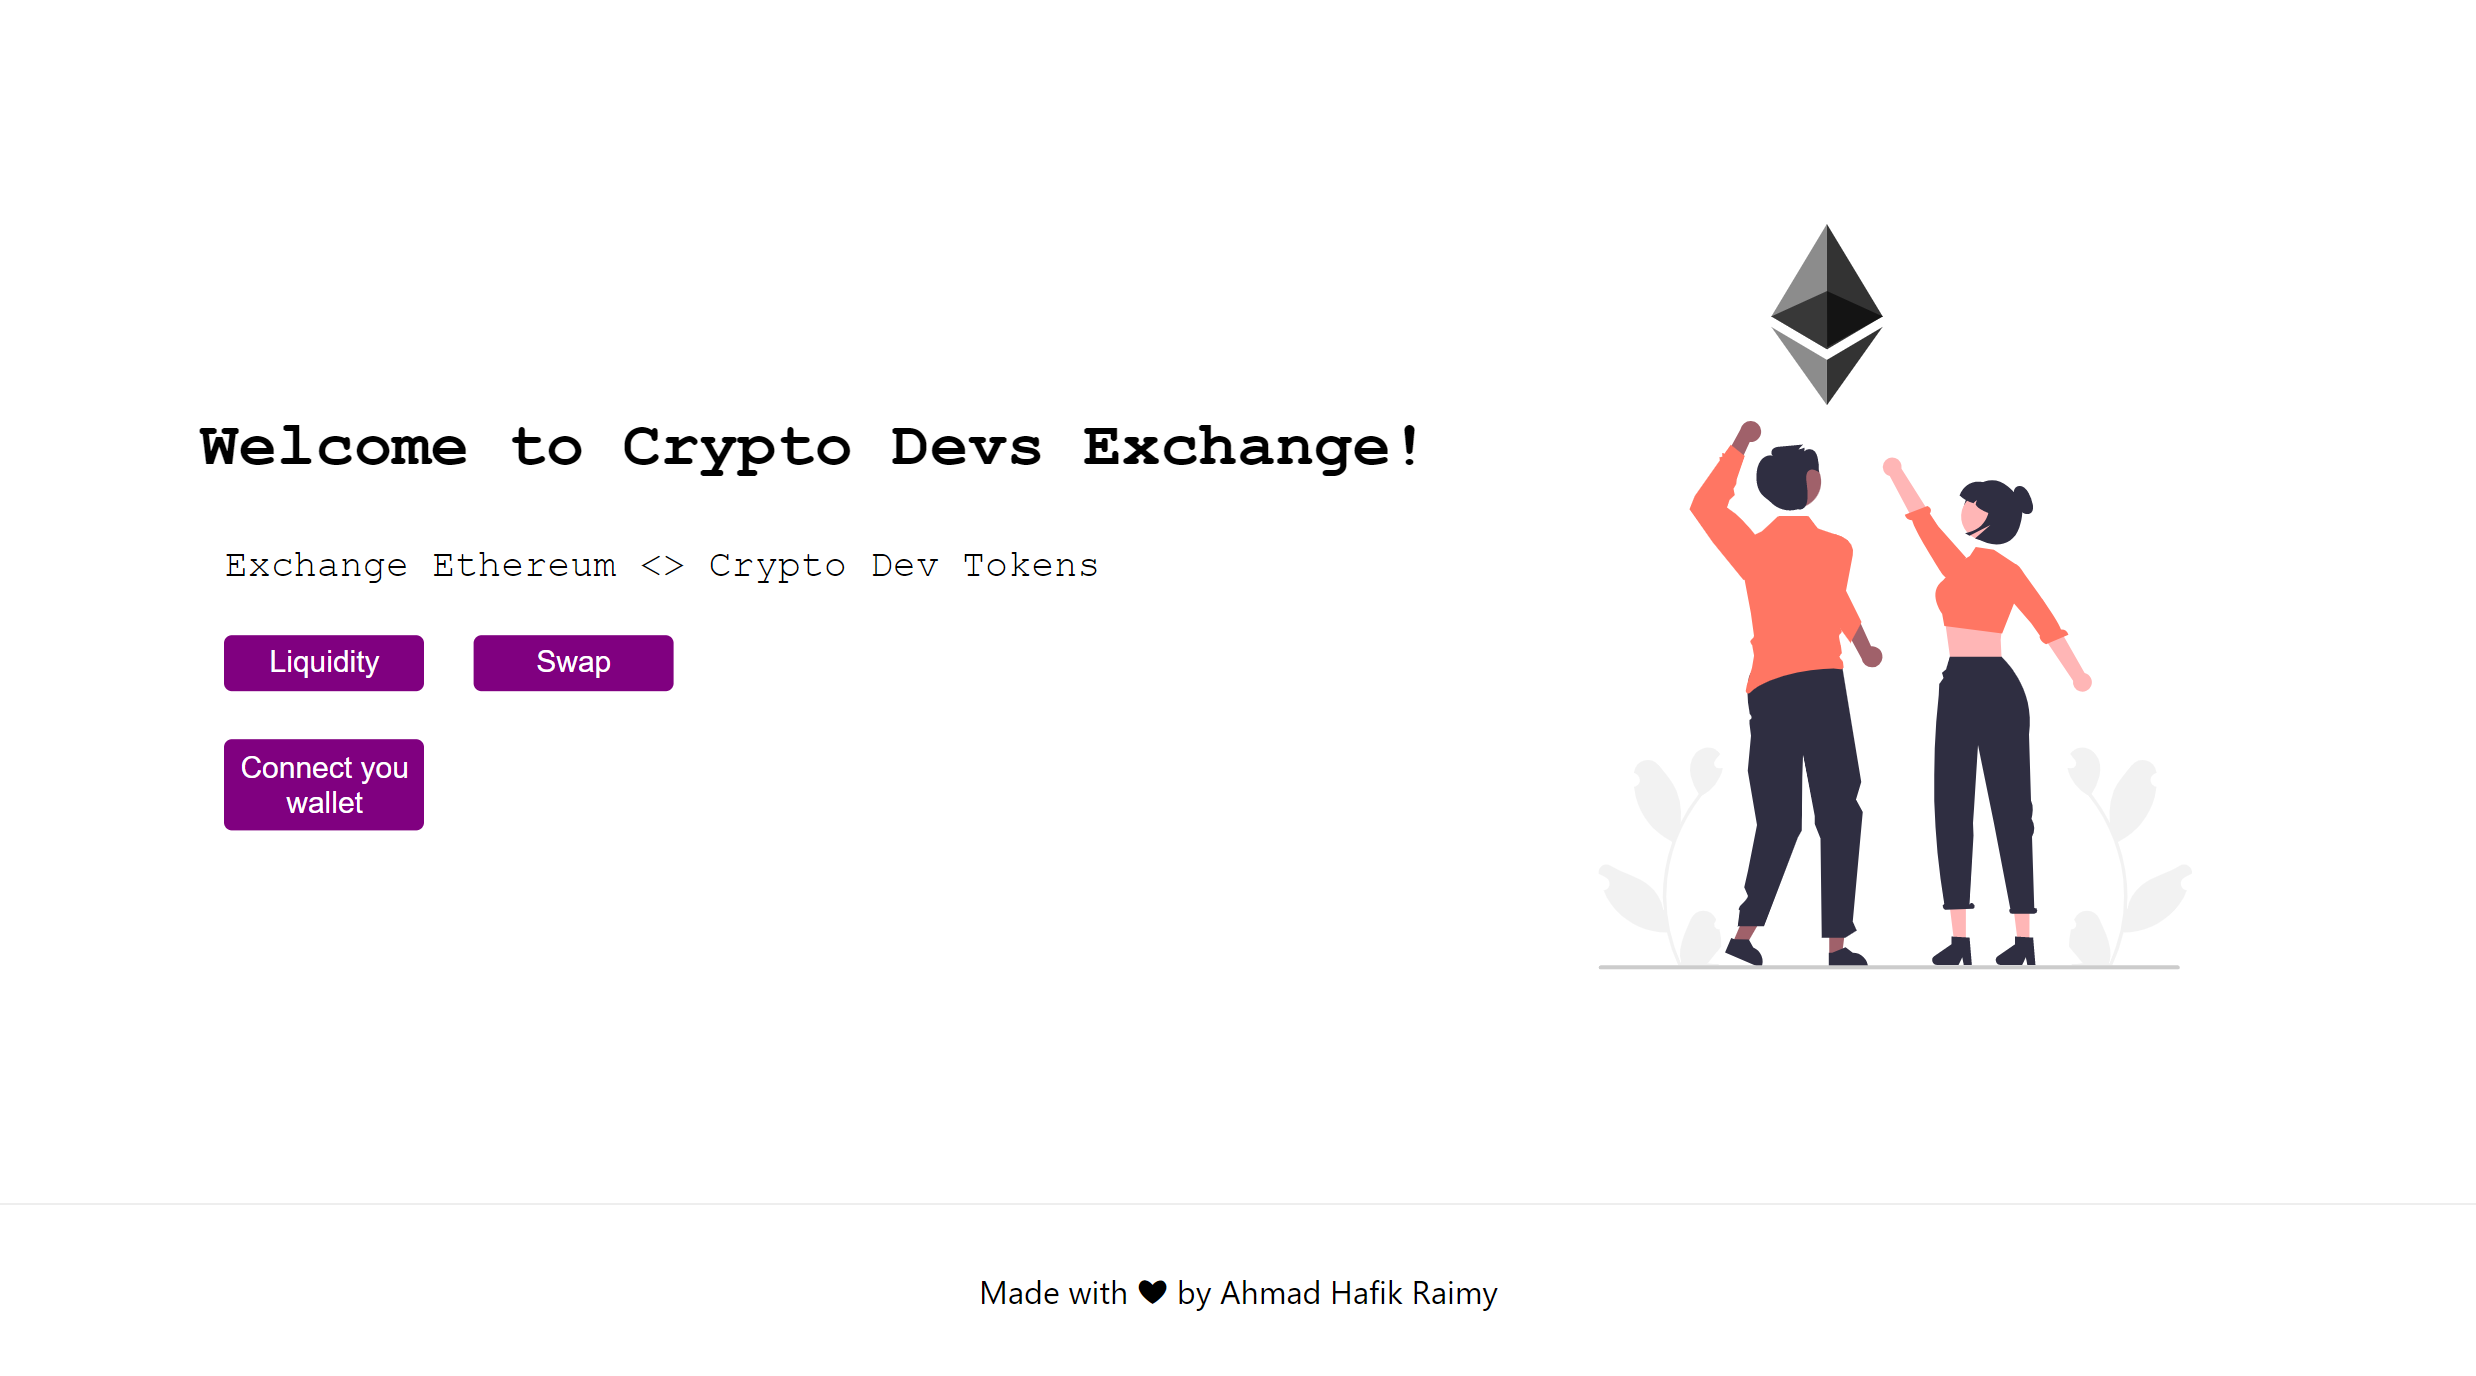 Welcome to Crypto Devs Exchange!
Exchange Ethereum <> Crypto Dev Tokens
Liquidity
Swap
Connect you
wallet
Made with ♥ by Ahmad Hafik Raimy